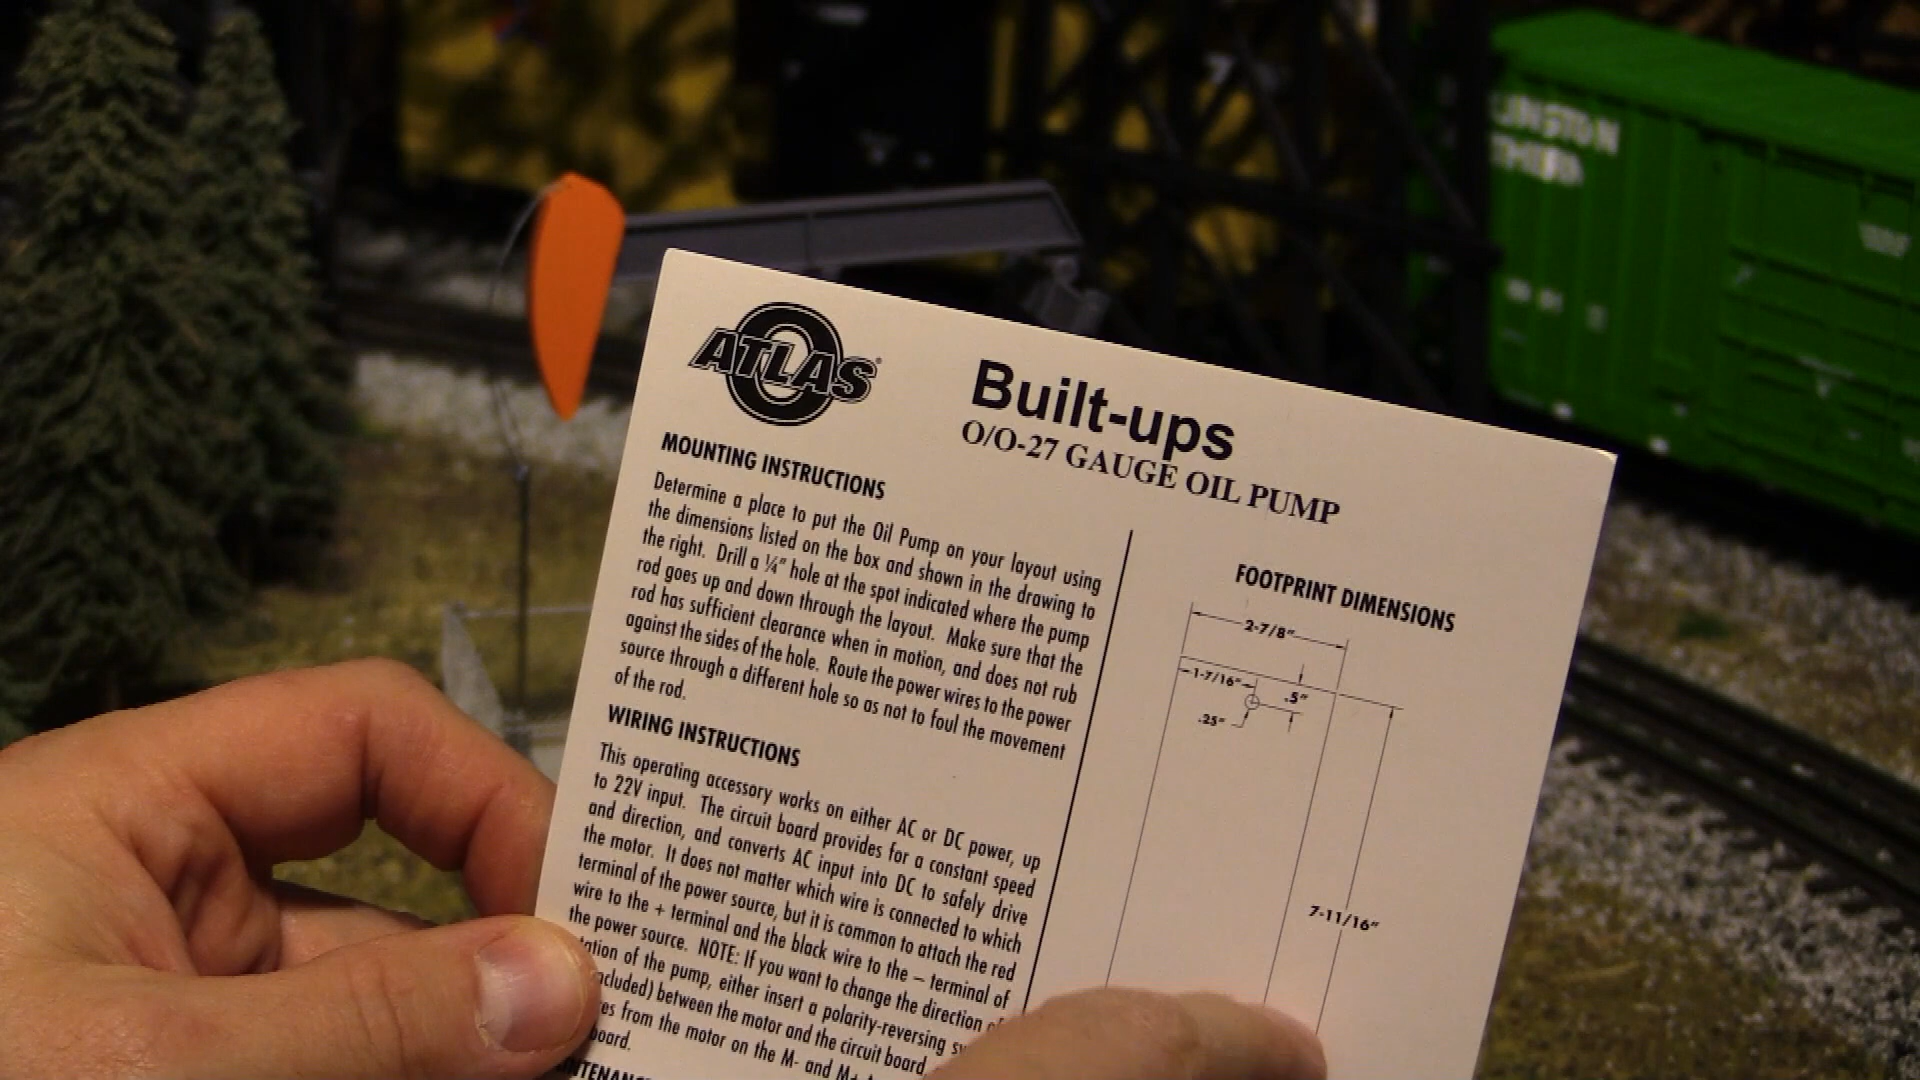 ATLAS O
Built-ups
O/O-27 GAUGE OIL PUMP
MOUNTING INSTRUCTIONS
Determine a place to put the Oil Pump on your layout using
the dimensions listed on the box and shown in the drawing to
the right. Drill a ¼" hole at the spot indicated where the pump
rod goes up and down through the layout. Make sure that the
rod has sufficient clearance when in motion, and does not rub
against the sides of the hole. Route the power wires to the power
source through a different hole so as not to foul the movement
of the rod.
WIRING INSTRUCTIONS
This operating accessory works on either AC or DC power, up
to 22V input. The circuit board provides for a constant speed
and direction, and converts AC input into DC to safely drive
the motor. It does not matter which wire is connected to which
terminal of the power source, but it is common to attach the red
wire to the + terminal and the black wire to the – terminal of
the power source. NOTE: If you want to change the direction
tation of the pump, either insert a polarity-reversing
ncluded) between the motor and the circuit board,
es from the motor on the M- and
board.
FOOTPRINT DIMENSIONS
2-7/8"
1-7/16"
.5"
.25"
7-11/16"